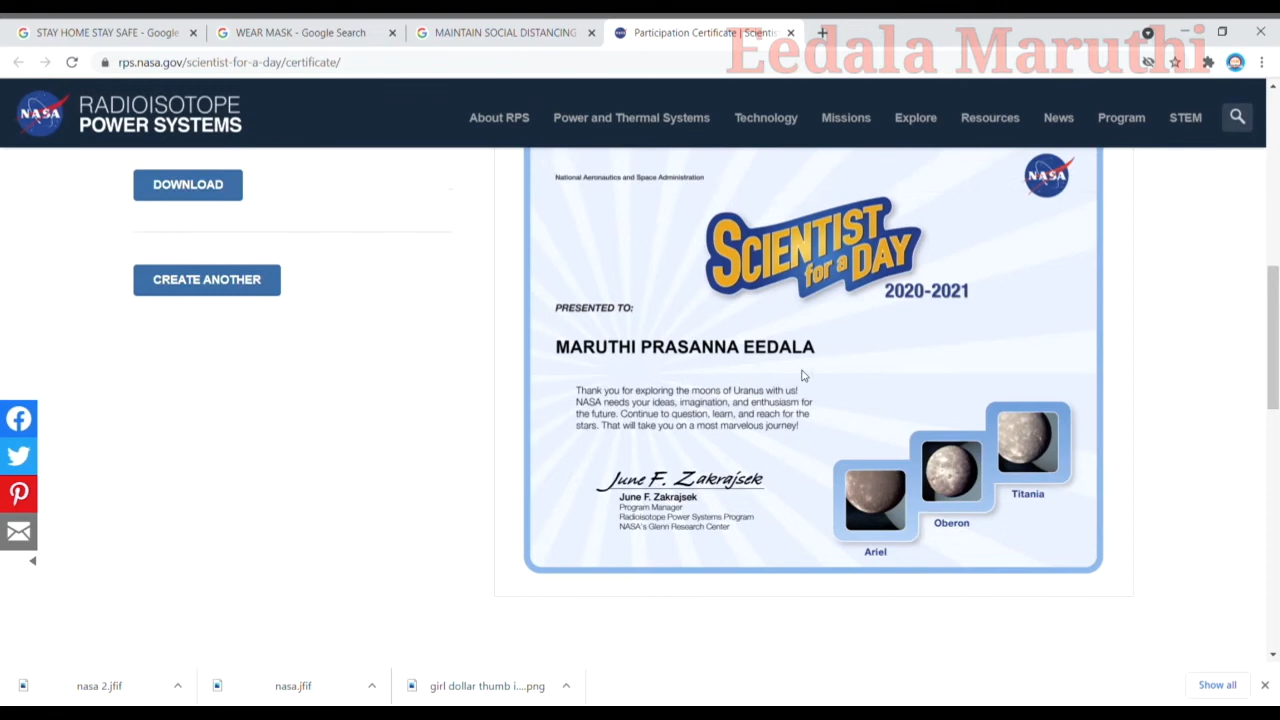 STAY HOME STAY SAFE - Google
WEAR MASK - Google Search
MAINTAIN SOCIAL DISTANCING
Participation Certificate | Scientis
Eedala Maruthi
rps.nasa.gov/scientist-for-a-day/certificate/
NASA
RADIOISOTOPE
POWER SYSTEMS
About RPS
Power and Thermal Systems
Technology
Missions
Explore
Resources
News
Program
STEM
DOWNLOAD
CREATE ANOTHER
National Aeronautics and Space Administration
NASA
SCIENTIST
for a DAY
2020-2021
PRESENTED TO:
MARUTHI PRASANNA EEDALA
Thank you for exploring the moons of Uranus with us!
NASA needs your ideas, imagination, and enthusiasm for
the future. Continue to question, learn, and reach for the
stars. That will take you on a most marvelous journey!
June F. Zakrajsek
June F. Zakrajsek
Program Manager
Radioisotope Power Systems Program
NASA's Glenn Research Center
Titania
Oberon
Ariel
nasa 2.jfif
nasa.jfif
girl dollar thumb i....png
Show all